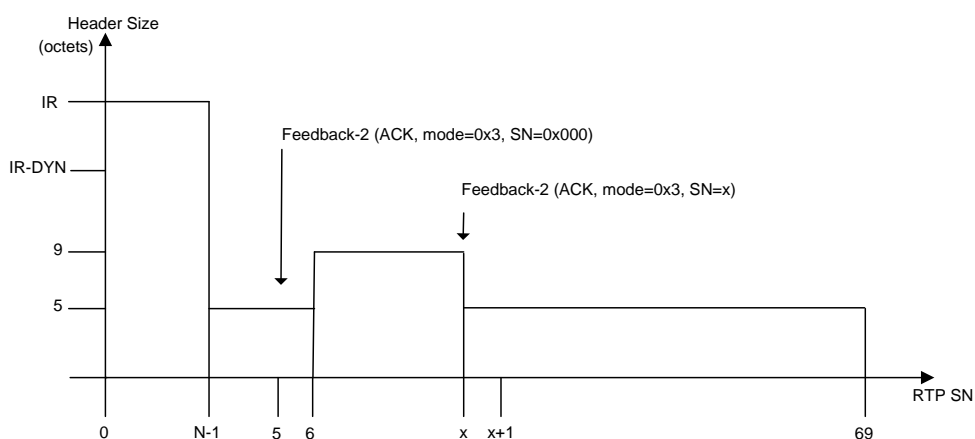 Header Size
(octets)
IR
Feedback-2 (ACK, mode=0x3, SN=0x000)
IR-DYN
Feedback-2 (ACK, mode=0x3, SN=x)
9
5
RTP SN
0
N-1
5
6
x
x+1
69